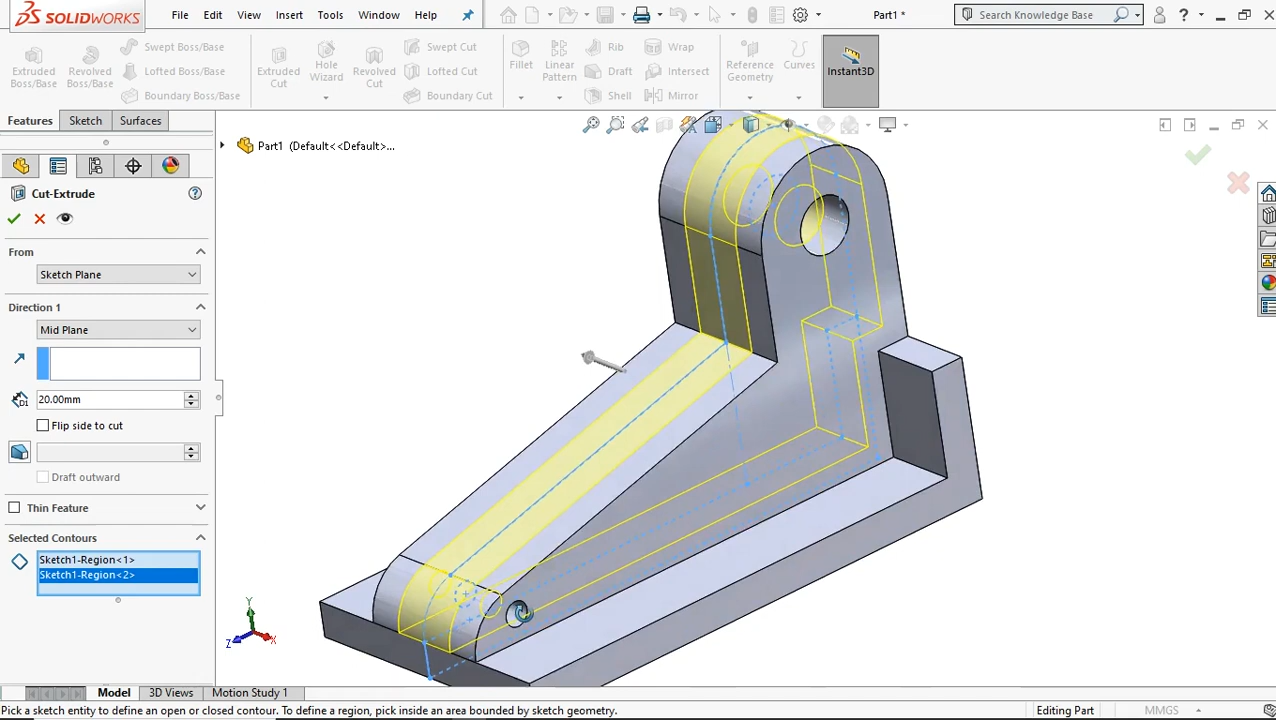 SOLIDWORKS File Edit View Insert Tools Window Help Part1 * Search Knowledge Base ?
Extruded Boss/Base Revolved Boss/Base Swept Boss/Base Lofted Boss/Base Boundary Boss/Base Extruded Cut Hole Wizard Revolved Cut Swept Cut Lofted Cut Boundary Cut Fillet Linear Pattern Rib Draft Shell Wrap Intersect Mirror Reference Geometry Curves Instant3D
Features Sketch Surfaces
Part1 (Default<<Default>...
Cut-Extrude
From
Sketch Plane
Direction 1
Mid Plane
D1 20.00mm
Flip side to cut
Draft outward
Thin Feature
Selected Contours
Sketch1-Region<1>
Sketch1-Region<2>
Y
Z X
Model 3D Views Motion Study 1
Pick a sketch entity to define an open or closed contour. To define a region, pick inside an area bounded by sketch geometry. Editing Part MMGS